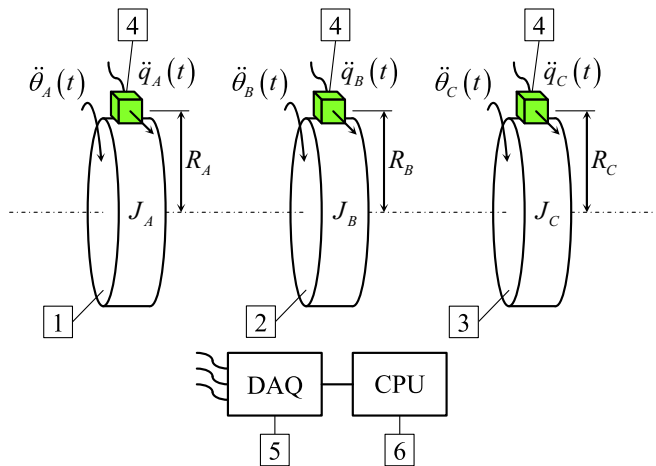 4 4 4
θ̈_A(t) q̈_A(t) θ̈_B(t) q̈_B(t) θ̈_C(t) q̈_C(t)
R_A R_B R_C
J_A J_B J_C
1 2 3
DAQ CPU
5 6